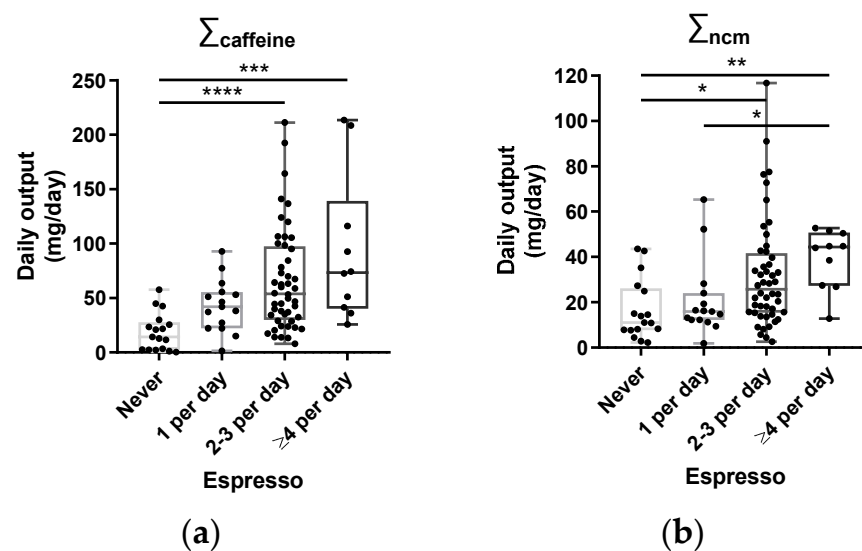 ∑caffeine
250
200
150
100
50
0
Daily output
(mg/day)
***
****
Never
1 per day
2-3 per day
≥4 per day
Espresso
(a)
∑ncm
120
100
80
60
40
20
0
Daily output
(mg/day)
**
*
*
Never
1 per day
2-3 per day
≥4 per day
Espresso
(b)